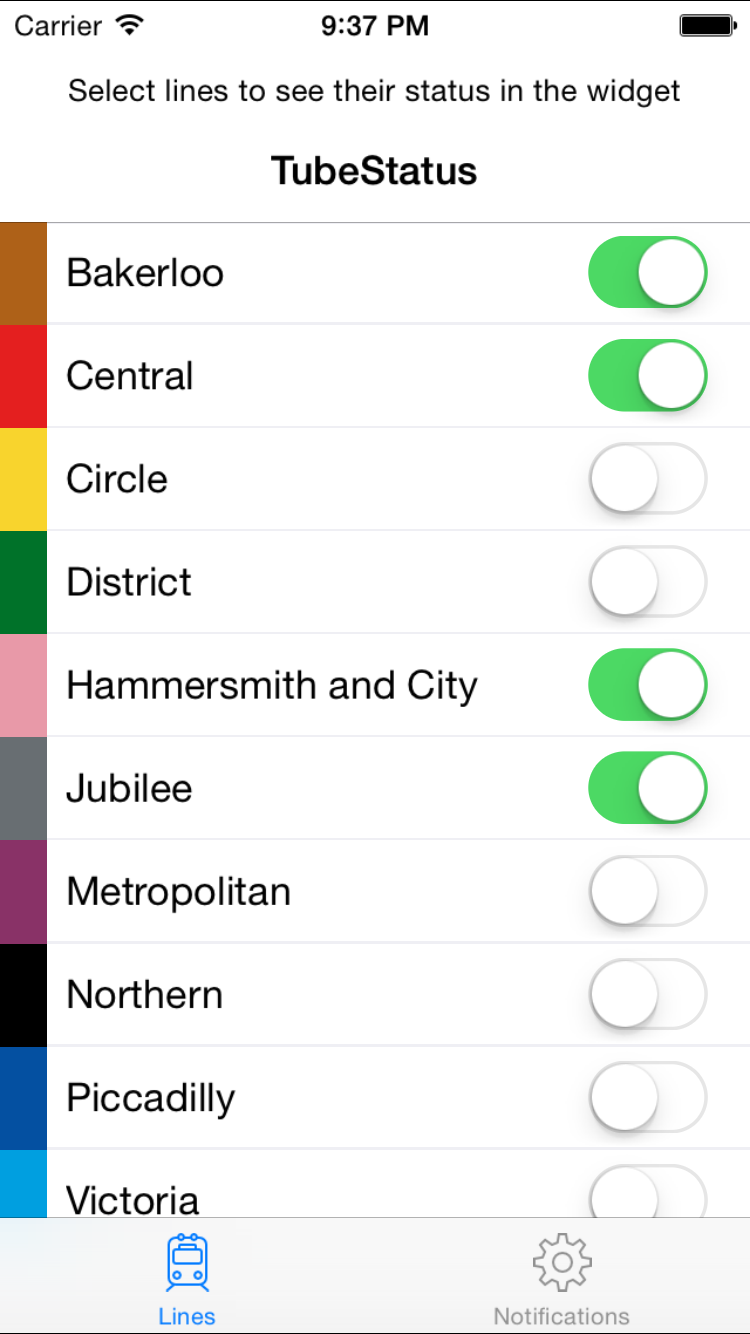 Carrier 9:37 PM
Select lines to see their status in the widget
TubeStatus
Bakerloo
Central
Circle
District
Hammersmith and City
Jubilee
Metropolitan
Northern
Piccadilly
Victoria
Lines Notifications